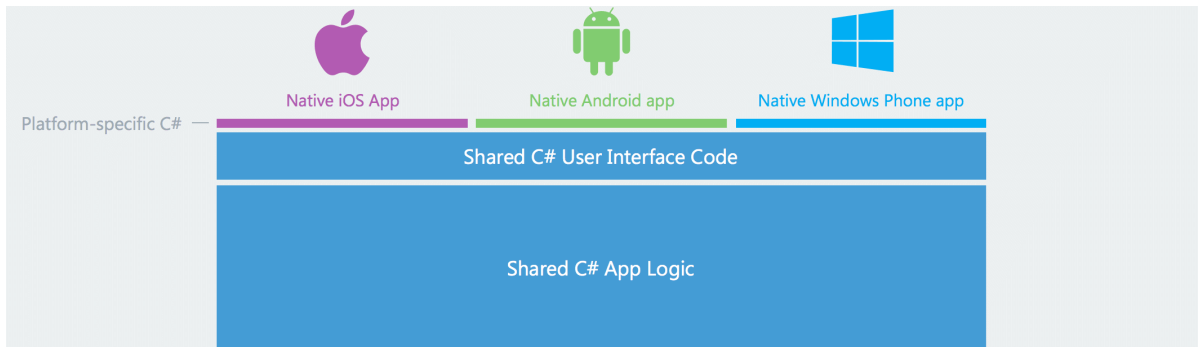 Native iOS App
Native Android app
Native Windows Phone app
Platform-specific C#
Shared C# User Interface Code
Shared C# App Logic